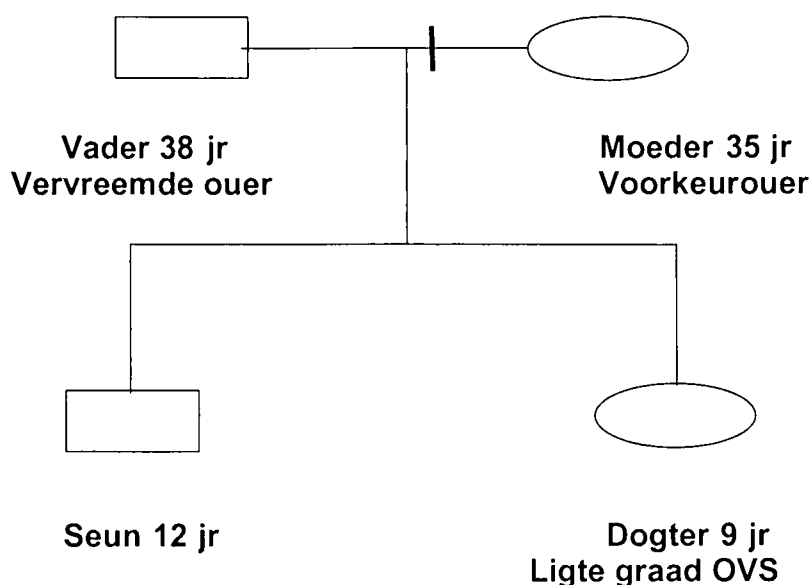 Vader 38 jr
Vervreemde ouer
Moeder 35 jr
Voorkeurouer
Seun 12 jr
Dogter 9 jr
Ligte graad OVS